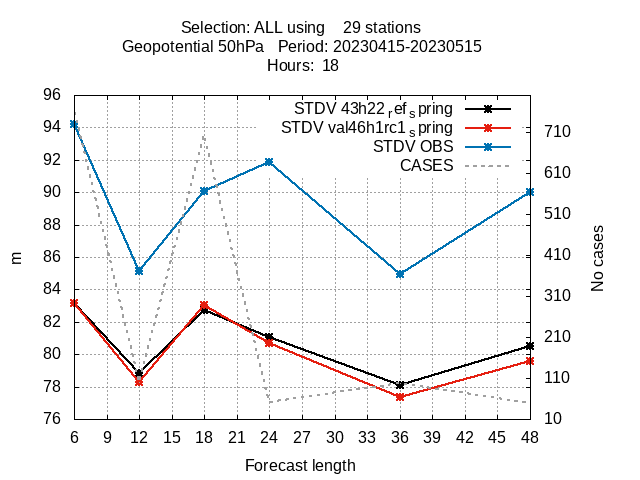 Selection: ALL using    29 stations
Geopotential 50hPa   Period: 20230415-20230515
Hours: 18
STDV 43h22refspring
STDV val46h1rc1spring
STDV OBS
CASES
96
94
92
90
88
86
84
82
80
78
76
m
710
610
510
410
310
210
110
10
No cases
6 9 12 15 18 21 24 27 30 33 36 39 42 45 48
Forecast length